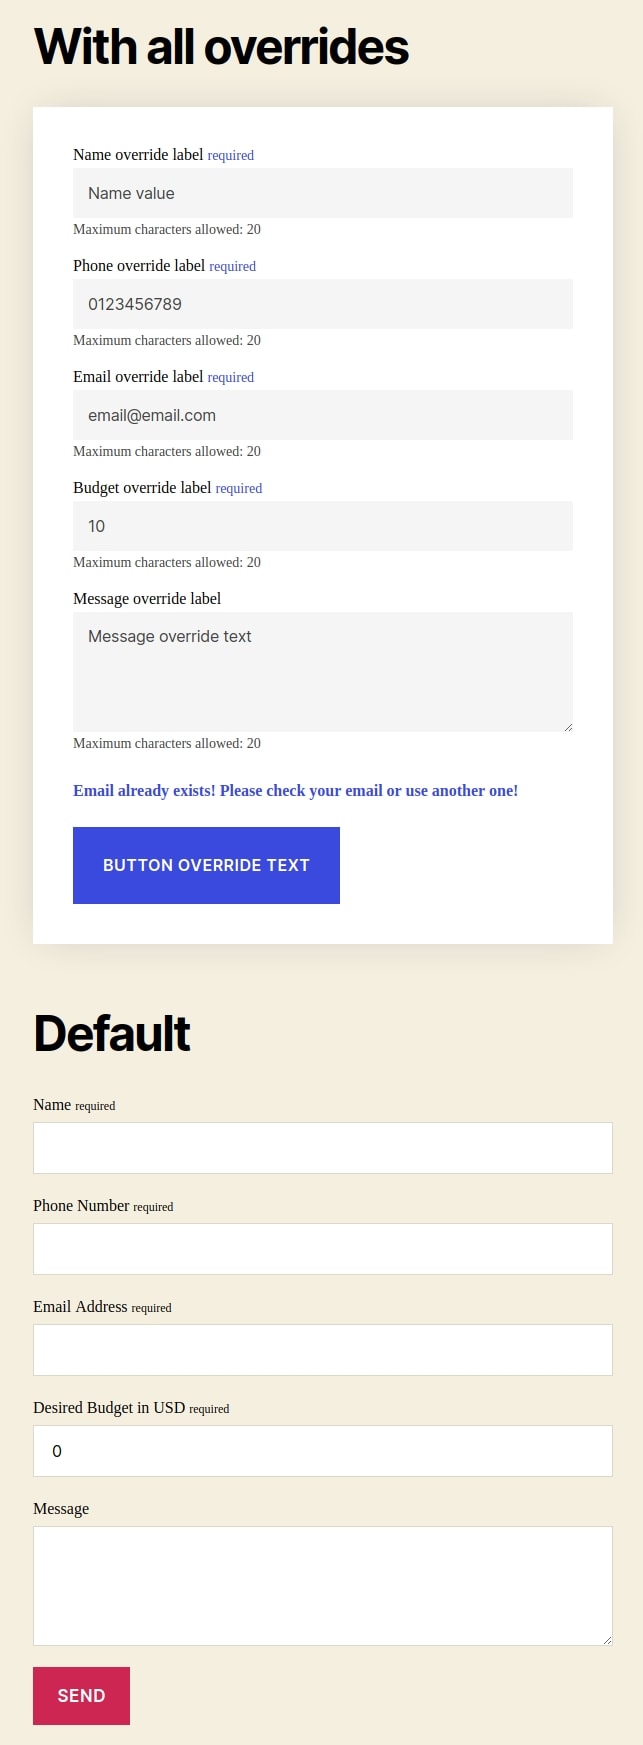 With all overrides
Name override label required
Name value
Maximum characters allowed: 20
Phone override label required
0123456789
Maximum characters allowed: 20
Email override label required
email@email.com
Maximum characters allowed: 20
Budget override label required
10
Maximum characters allowed: 20
Message override label
Message override text
Maximum characters allowed: 20
Email already exists! Please check your email or use another one!
BUTTON OVERRIDE TEXT
Default
Name required
Phone Number required
Email Address required
Desired Budget in USD required
0
Message
SEND